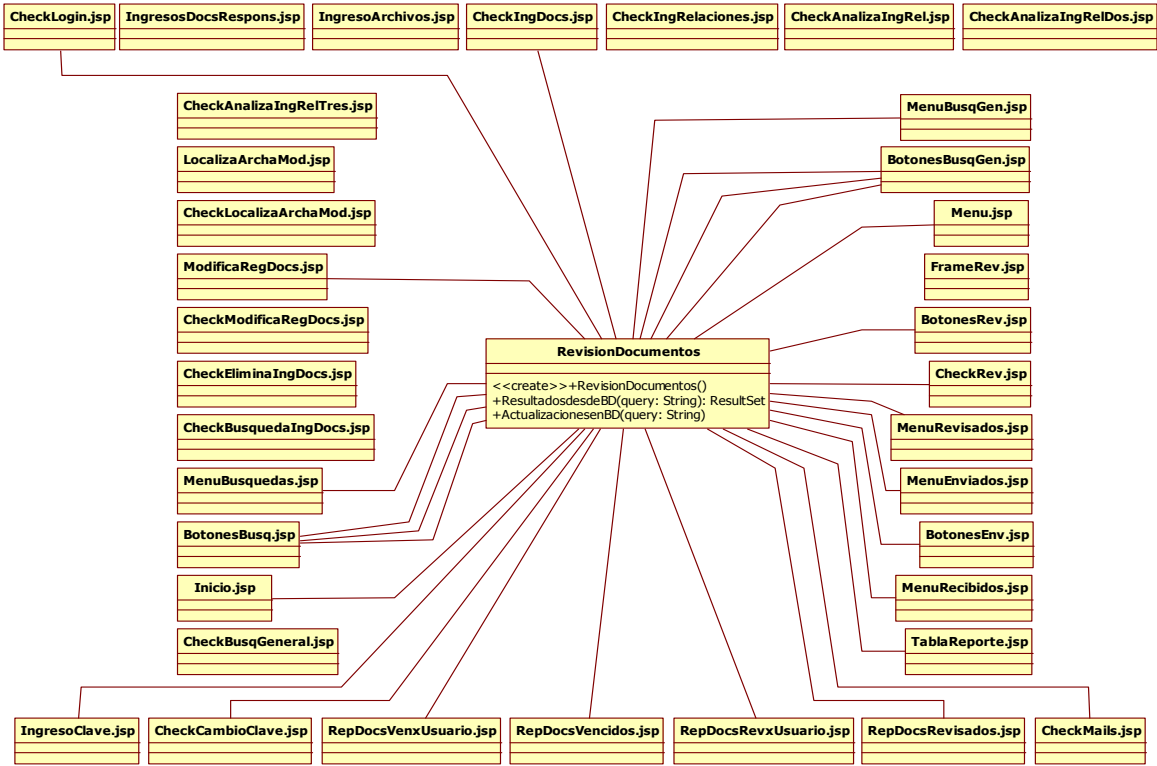 CheckLogin.jsp
IngresosDocsRespons.jsp
IngresoArchivos.jsp
CheckIngDocs.jsp
CheckIngRelaciones.jsp
CheckAnalizaIngRel.jsp
CheckAnalizaIngRelDos.jsp
CheckAnalizaIngRelTres.jsp
LocalizaArchaMod.jsp
CheckLocalizaArchaMod.jsp
ModificaRegDocs.jsp
CheckModificaRegDocs.jsp
CheckEliminaIngDocs.jsp
CheckBusquedaIngDocs.jsp
MenuBusquedas.jsp
BotonesBusq.jsp
Inicio.jsp
CheckBusqGeneral.jsp
RevisionDocumentos
<<create>>+RevisionDocumentos()
+ResultadosdesdeBD(query: String): ResultSet
+ActualizacionesenBD(query: String)
MenuBusqGen.jsp
BotonesBusqGen.jsp
Menu.jsp
FrameRev.jsp
BotonesRev.jsp
CheckRev.jsp
MenuRevisados.jsp
MenuEnviados.jsp
BotonesEnv.jsp
MenuRecibidos.jsp
TablaReporte.jsp
IngresoClave.jsp
CheckCambioClave.jsp
RepDocsVenxUsuario.jsp
RepDocsVencidos.jsp
RepDocsRevxUsuario.jsp
RepDocsRevisados.jsp
CheckMails.jsp